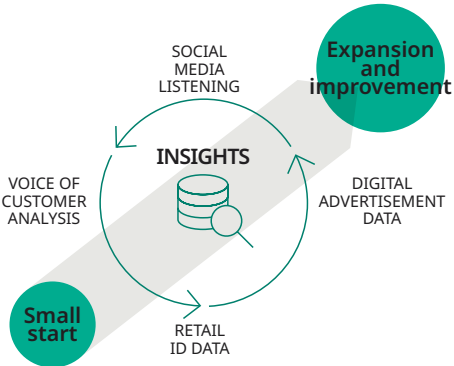 Expansion
and
improvement
SOCIAL
MEDIA
LISTENING
INSIGHTS
VOICE OF
CUSTOMER
ANALYSIS
DIGITAL
ADVERTISEMENT
DATA
Small
start
RETAIL
ID DATA